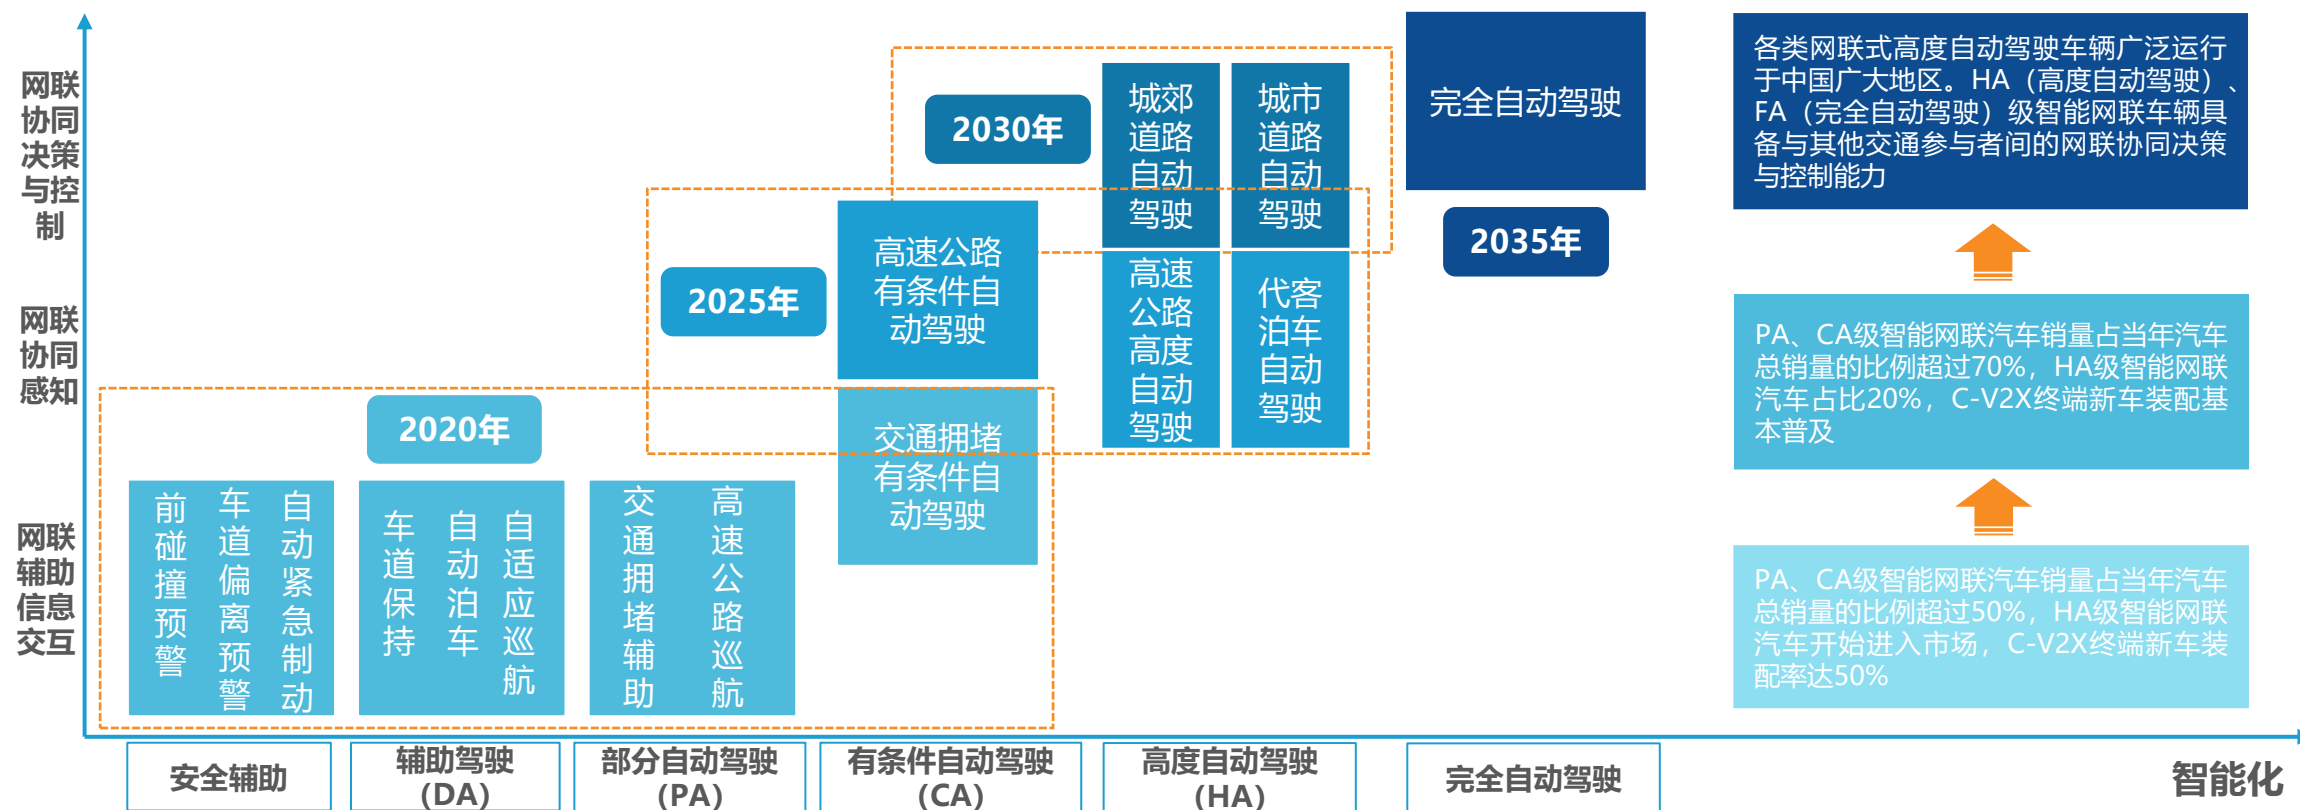 网联
协同
决策
与控
制
网联
协同
感知
网联
辅助
信息
交互
2020年
前碰撞预警
车道偏离预警
自动紧急制动
车道保持
自动泊车
自适应巡航
交通拥堵辅助
高速公路巡航
交通拥堵
有条件自
动驾驶
2025年
高速公路
有条件自
动驾驶
高速
公路
高度
自动
驾驶
代客
泊车
自动
驾驶
2030年
城郊
道路
自动
驾驶
城市
道路
自动
驾驶
完全自动驾驶
2035年
各类网联式高度自动驾驶车辆广泛运行
于中国广大地区。HA（高度自动驾驶）、
FA（完全自动驾驶）级智能网联车辆具
备与其他交通参与者间的网联协同决策
与控制能力
PA、CA级智能网联汽车销量占当年汽车
总销量的比例超过70%，HA级智能网联
汽车占比20%，C-V2X终端新车装配基
本普及
PA、CA级智能网联汽车销量占当年汽车
总销量的比例超过50%，HA级智能网联
汽车开始进入市场，C-V2X终端新车装
配率达50%
安全辅助
辅助驾驶
（DA）
部分自动驾驶
（PA）
有条件自动驾驶
（CA）
高度自动驾驶
（HA）
完全自动驾驶
智能化